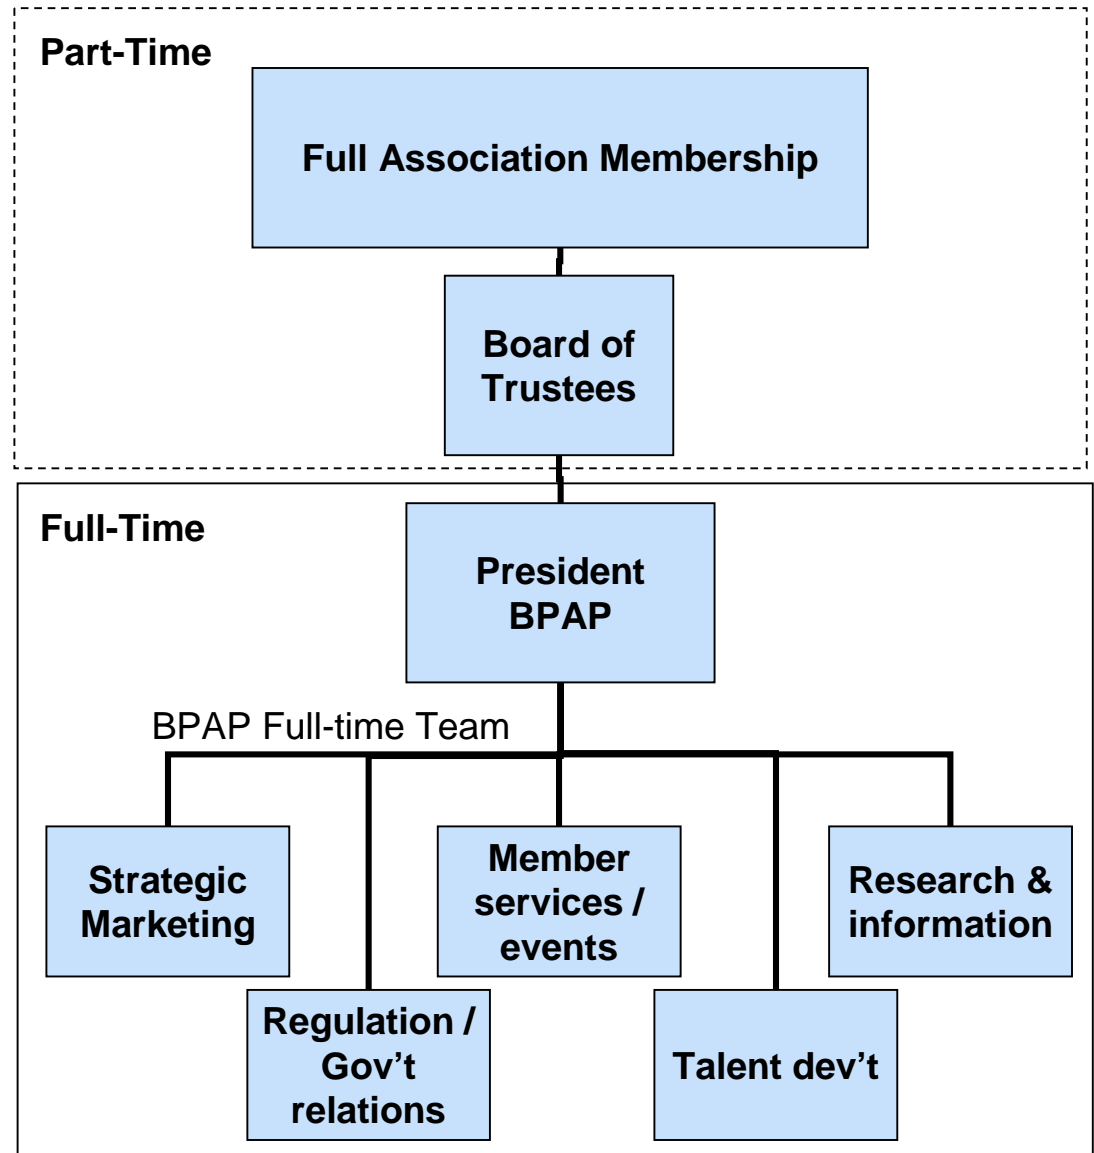 Part-Time
Full Association Membership
Board of
Trustees
Full-Time
President
BPAP
BPAP Full-time Team
Strategic
Marketing
Member
services /
events
Research &
information
Regulation /
Gov’t
relations
Talent dev’t